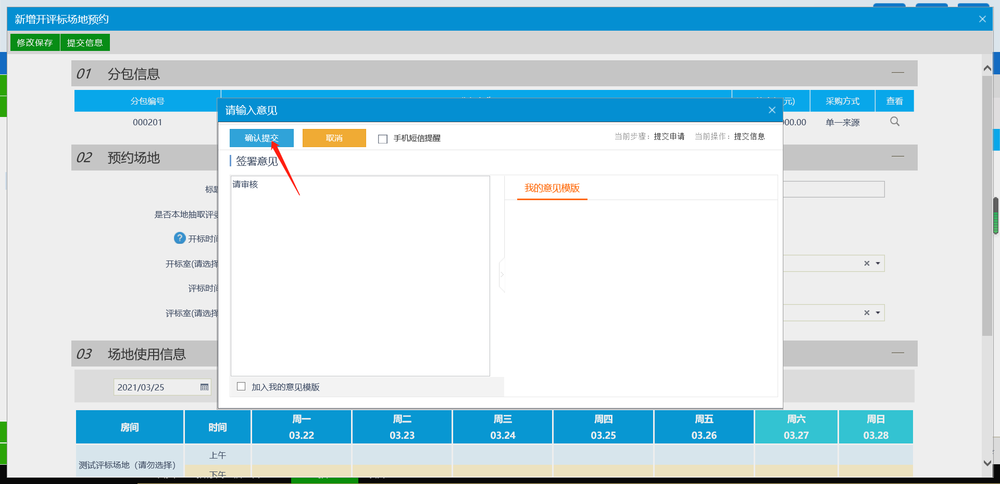 新增开评标场地预约
修改保存 提交信息
01 分包信息
分包编号 元) 采购方式 查看
000201 00.00 单一来源
请输入意见
确认提交 取消 手机短信提醒 当前步骤：提交申请 当前操作：提交信息
签署意见
请审核
我的意见模版
加入我的意见模版
02 预约场地
标题
是否本地抽取评委
开标时间
开标室(请选择
评标时间
评标室(请选择
03 场地使用信息
2021/03/25
房间 时间 周一 03.22 周二 03.23 周三 03.24 周四 03.25 周五 03.26 周六 03.27 周日 03.28
测试评标场地（请勿选择） 上午
下午